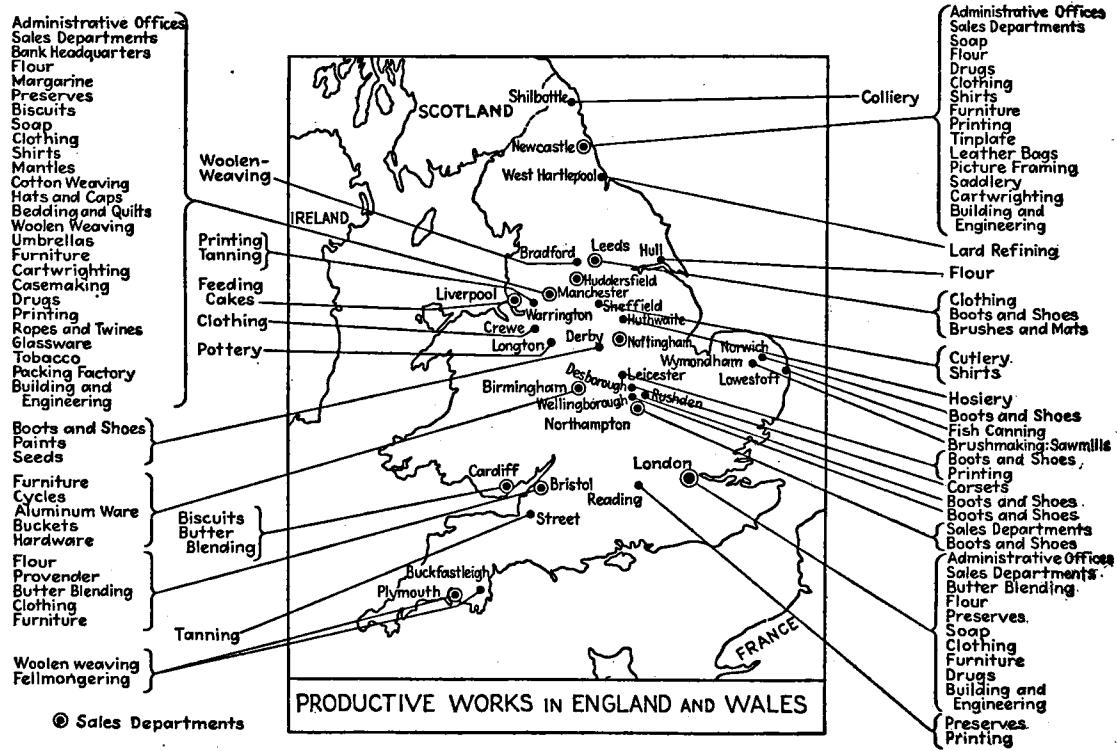 Administrative Offices
Sales Departments
Bank Headquarters
Flour
Margarine
Preserves
Biscuits
Soap
Clothing
Shirts
Mantles
Cotton Weaving
Hats and Caps
Bedding and Quilts
Woolen Weaving
Umbrellas
Furniture
Cartwrighting
Casemaking
Drugs
Printing
Ropes and Twines
Glassware
Tobacco
Packing Factory
Building and
Engineering
Boots and Shoes
Paints
Seeds
Furniture
Cycles
Aluminum Ware
Buckets
Hardware
Flour
Provender
Butter Blending
Clothing
Furniture
Woolen weaving
Fellmongering
Sales Departments
Woolen-
Weaving
Printing
Tanning
Feeding
Cakes
Clothing
Pottery
Biscuits
Butter
Blending
Tanning
SCOTLAND
IRELAND
Shilbottle
Newcastle
West Hartlepool
Bradford
Leeds
Hull
Huddersfield
Liverpool
Manchester
Warrington
Sheffield
Huthwaite
Crewe
Longton
Derby
Nottingham
Norwich
Wymondham
Lowestoft
Leicester
Desborough
Birmingham
Rushden
Wellingborough
Northampton
Cardiff
Bristol
London
Reading
Street
Buckfastleigh
Plymouth
FRANCE
PRODUCTIVE WORKS IN ENGLAND AND WALES
Administrative Offices
Sales Departments
Soap
Flour
Drugs
Clothing
Shirts
Furniture
Printing
Tinplate
Leather Bags
Picture Framing
Saddlery
Cartwrighting
Building and
Engineering
Colliery
Lard Refining
Flour
Clothing
Boots and Shoes
Brushes and Mats
Cutlery.
Shirts
Hosiery
Boots and Shoes
Fish Canning
Brushmaking: Sawmills
Boots and Shoes
Printing
Corsets
Boots and Shoes
Boots and Shoes
Sales Departments
Boots and Shoes
Administrative Offices
Sales Departments
Butter Blending
Flour
Preserves.
Soap
Clothing
Furniture
Drugs
Building and
Engineering
Preserves
Printing